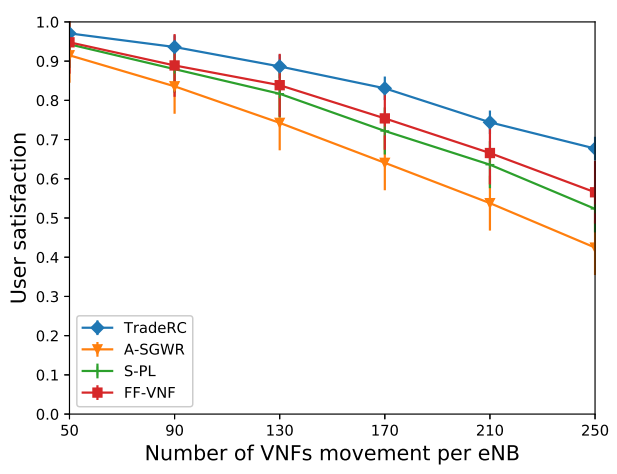 1.0
0.9
0.8
0.7
0.6
0.5
0.4
0.3
0.2
0.1
0.0
User satisfaction
TradeRC
A-SGWR
S-PL
FF-VNF
50 90 130 170 210 250
Number of VNFs movement per eNB